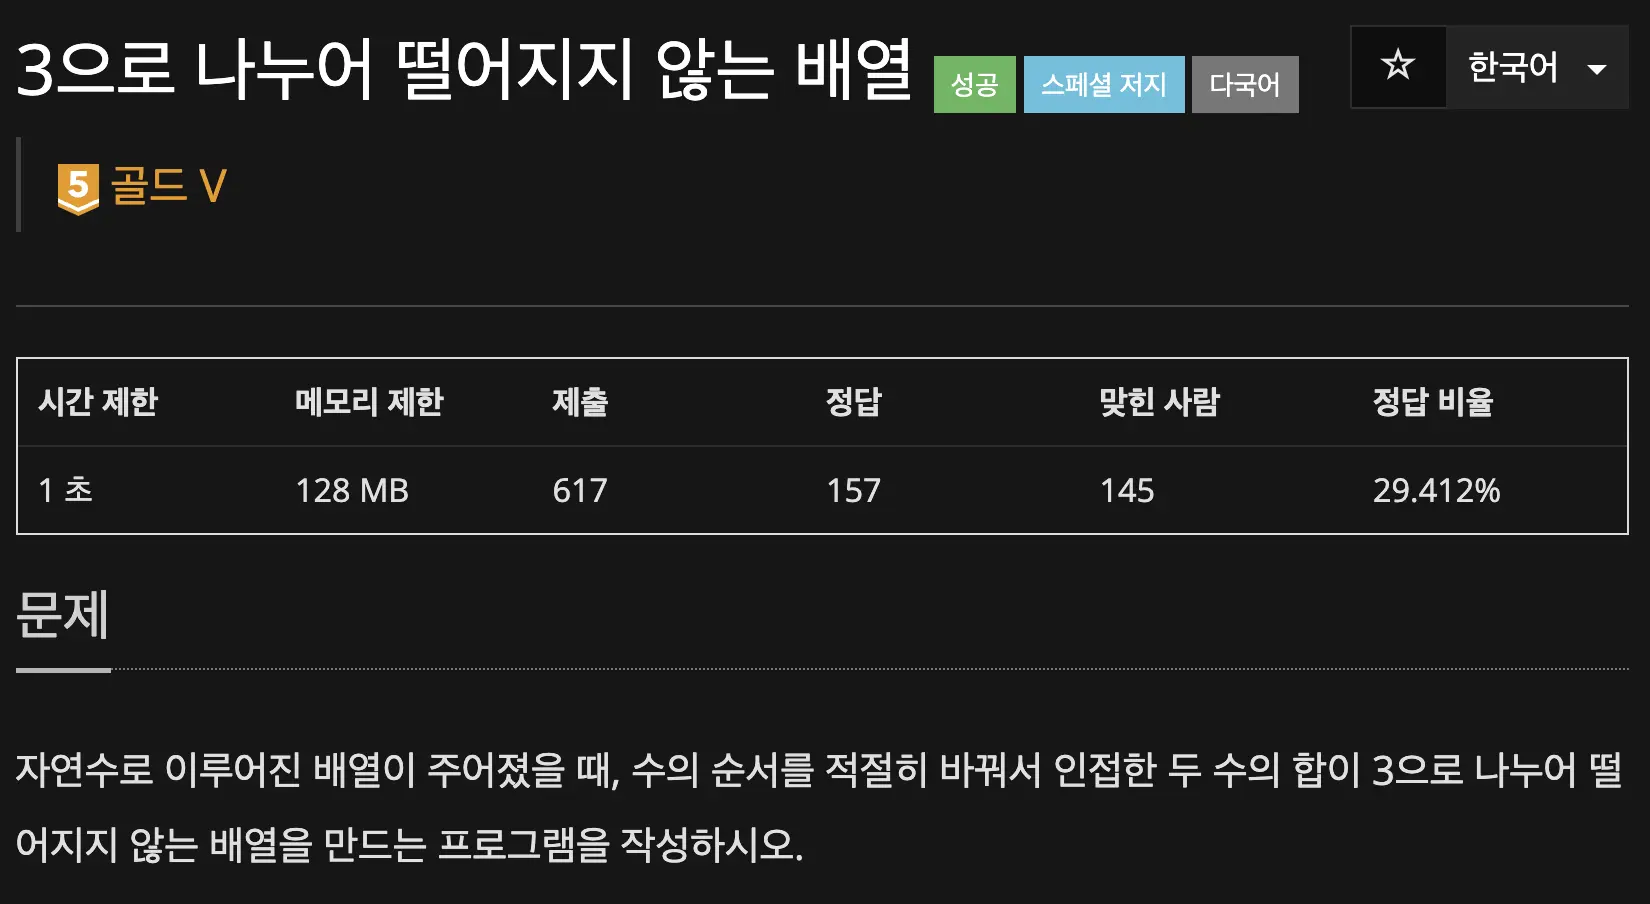 3으로 나누어 떨어지지 않는 배열 성공 스페셜 저지 다국어 ☆ 한국어
5 골드 V
시간 제한 메모리 제한 제출 정답 맞힌 사람 정답 비율
1 초 128 MB 617 157 145 29.412%
문제
자연수로 이루어진 배열이 주어졌을 때, 수의 순서를 적절히 바꿔서 인접한 두 수의 합이 3으로 나누어 떨
어지지 않는 배열을 만드는 프로그램을 작성하시오.